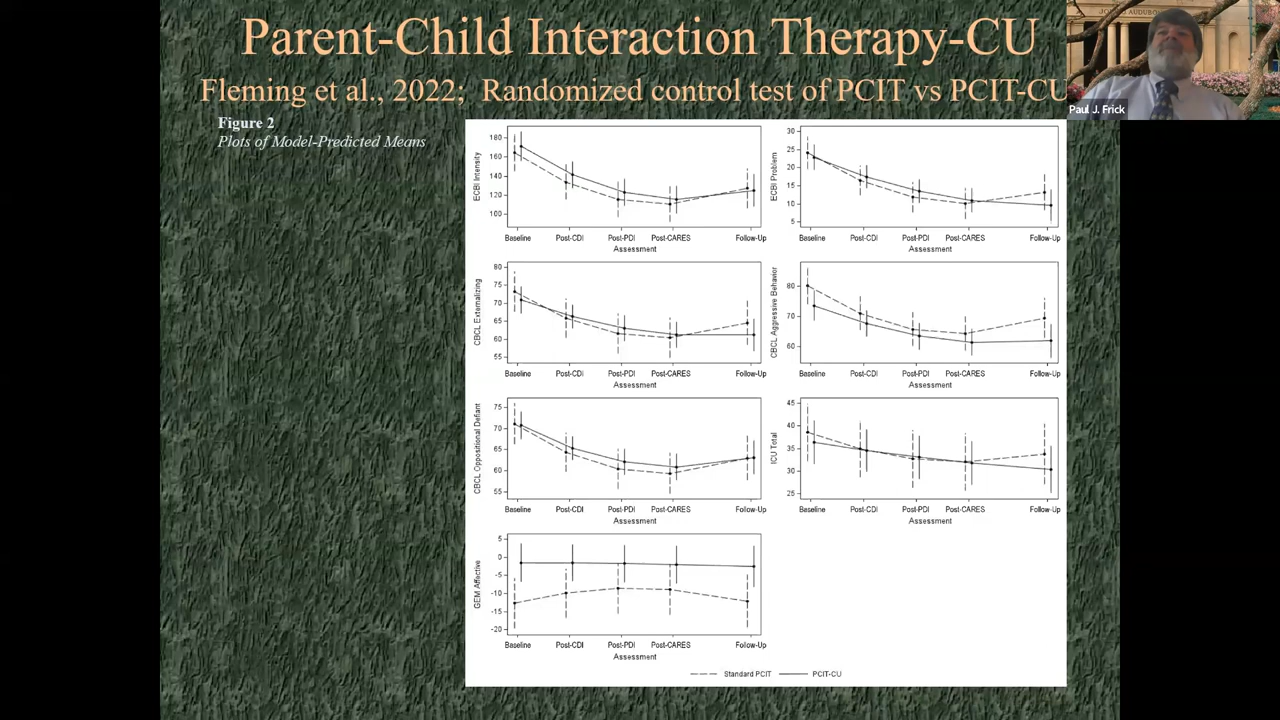 Parent-Child Interaction Therapy-CU
Fleming et al., 2022; Randomized control test of PCIT vs PCIT-CU
JOHN J AUDUBON
Paul J. Frick
Figure 2
Plots of Model-Predicted Means
ECBI Intensity
180
160
140
120
100
Baseline Post-CDI Post-PDI Post-CARES Follow-Up
Assessment
ECBI Problem
30
25
20
15
10
5
Baseline Post-CDI Post-PDI Post-CARES Follow-Up
Assessment
CBCL Externalizing
80
75
70
65
60
55
Baseline Post-CDI Post-PDI Post-CARES Follow-Up
Assessment
CBCL Aggressive Behavior
80
70
60
Baseline Post-CDI Post-PDI Post-CARES Follow-Up
Assessment
CBCL Oppositional Defiant
75
70
65
60
55
Baseline Post-CDI Post-PDI Post-CARES Follow-Up
Assessment
ICU Total
45
40
35
30
25
Baseline Post-CDI Post-PDI Post-CARES Follow-Up
Assessment
GEM Affective
5
0
-5
-10
-15
-20
Baseline Post-CDI Post-PDI Post-CARES Follow-Up
Assessment
Standard PCIT PCIT-CU